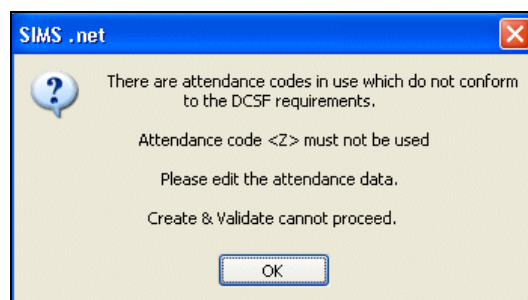 SIMS .net
There are attendance codes in use which do not conform
to the DCSF requirements.
Attendance code <Z> must not be used
Please edit the attendance data.
Create & Validate cannot proceed.
OK